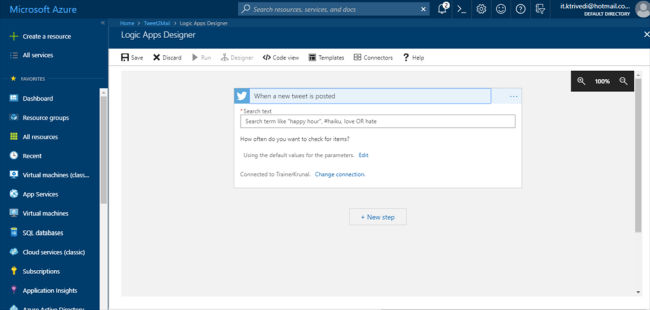 Microsoft Azure
Search resources, services, and docs
2
it.ktrivedi@hotmail.co...
DEFAULT DIRECTORY
Home > Tweet2Mail > Logic Apps Designer
Logic Apps Designer
Create a resource
All services
FAVORITES
Dashboard
Resource groups
All resources
Recent
Virtual machines (clas...
App Services
Virtual machines
SQL databases
Cloud services (classic)
Subscriptions
Application Insights
Azure Active Directory
Save Discard Run Designer Code view Templates Connectors Help
100%
When a new tweet is posted
...
*Search text
Search term like "happy hour", #haiku, love OR hate
How often do you want to check for items?
Using the default values for the parameters. Edit
Connected to TrainerKrunal. Change connection.
+ New step